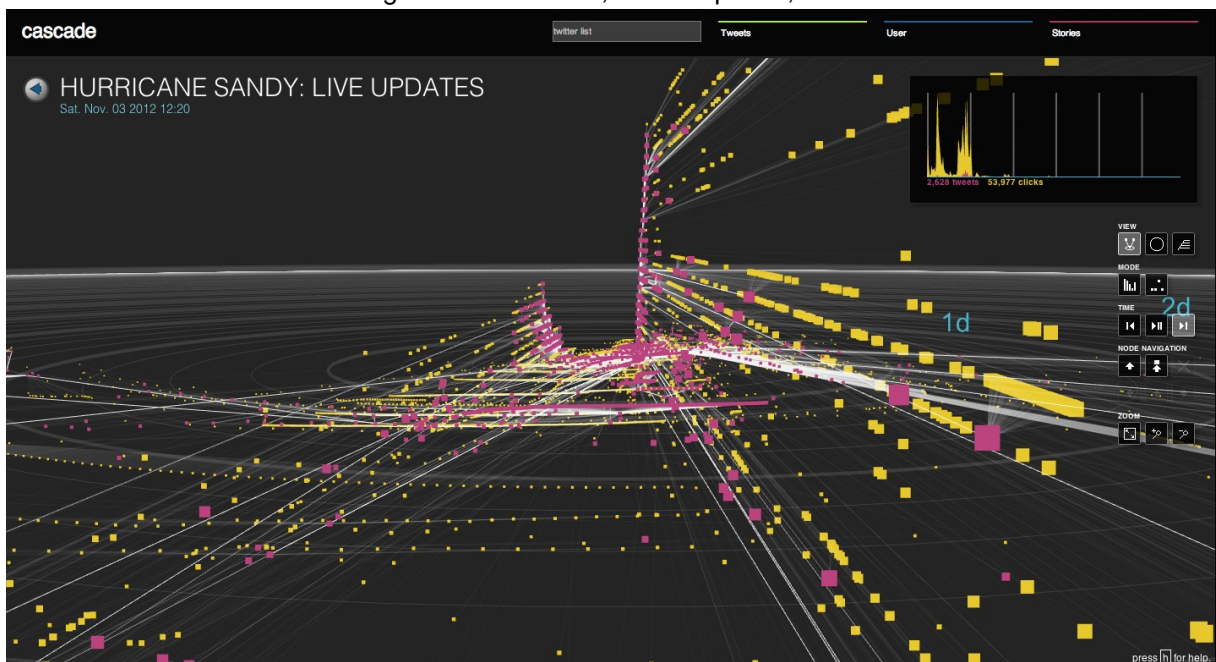 cascade
twitter list
Tweets
User
Stories
HURRICANE SANDY: LIVE UPDATES
Sat. Nov. 03 2012 12:20
2,628 tweets 53,977 clicks
VIEW
MODE
TIME
1d
2d
NODE NAVIGATION
ZOOM
press h for help.